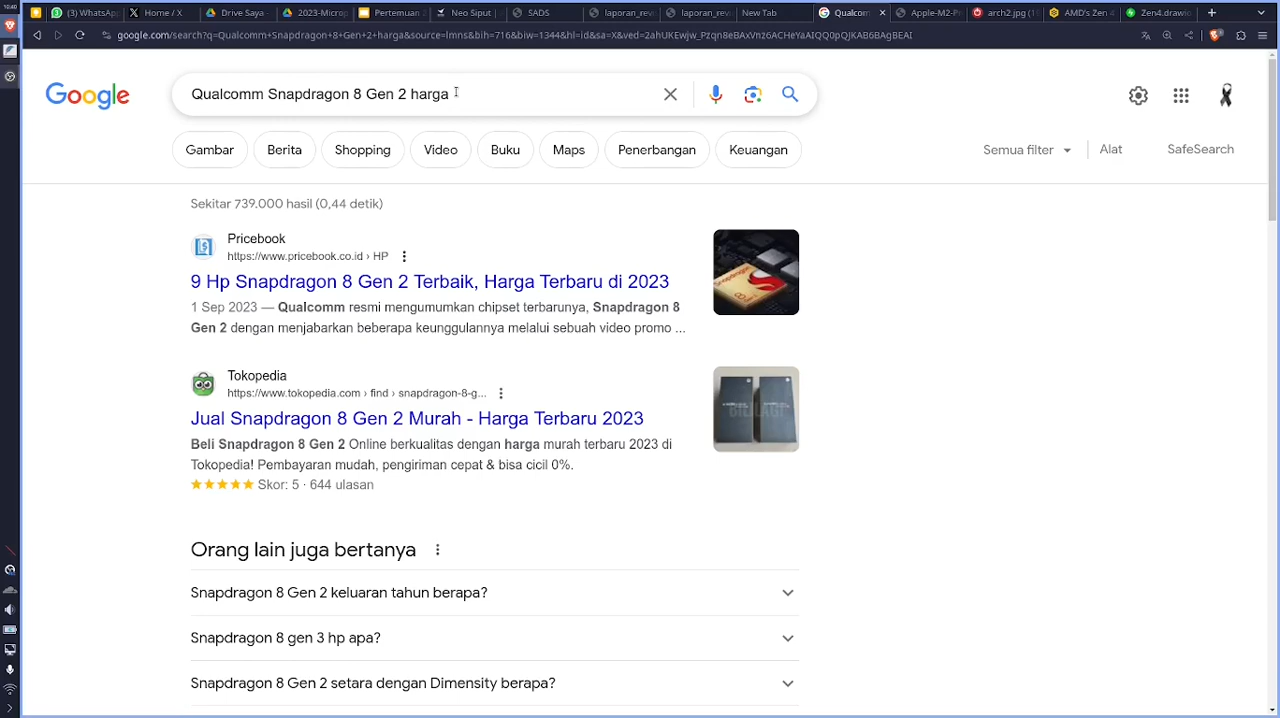 10:40
(3) WhatsAp
Home / X
Drive Saya
2023-Microp
Pertemuan
Neo Siput
SADS
laporan_revi
laporan_revi
New Tab
Qualcom
Apple-M2-P
arch2.jpg (1
AMD's Zen 4
Zen4.drawio
google.com/search?q=Qualcomm+Snapdragon+8+Gen+2+harga&source=lmns&bih=716&biw=1344&hl=id&sa=X&ved=2ahUKEwjw_Pzqn8eBAxVnz6ACHeYaAIQQ0pQJKAB6BAgBEAI
Google
Qualcomm Snapdragon 8 Gen 2 harga
Gambar
Berita
Shopping
Video
Buku
Maps
Penerbangan
Keuangan
Semua filter
Alat
SafeSearch
Sekitar 739.000 hasil (0,44 detik)
Pricebook
https://www.pricebook.co.id › HP
9 Hp Snapdragon 8 Gen 2 Terbaik, Harga Terbaru di 2023
1 Sep 2023 — Qualcomm resmi mengumumkan chipset terbarunya, Snapdragon 8
Gen 2 dengan menjabarkan beberapa keunggulannya melalui sebuah video promo ...
Tokopedia
https://www.tokopedia.com › find › snapdragon-8-g...
Jual Snapdragon 8 Gen 2 Murah - Harga Terbaru 2023
Beli Snapdragon 8 Gen 2 Online berkualitas dengan harga murah terbaru 2023 di
Tokopedia! Pembayaran mudah, pengiriman cepat & bisa cicil 0%.
Skor: 5 · 644 ulasan
Orang lain juga bertanya
Snapdragon 8 Gen 2 keluaran tahun berapa?
Snapdragon 8 gen 3 hp apa?
Snapdragon 8 Gen 2 setara dengan Dimensity berapa?